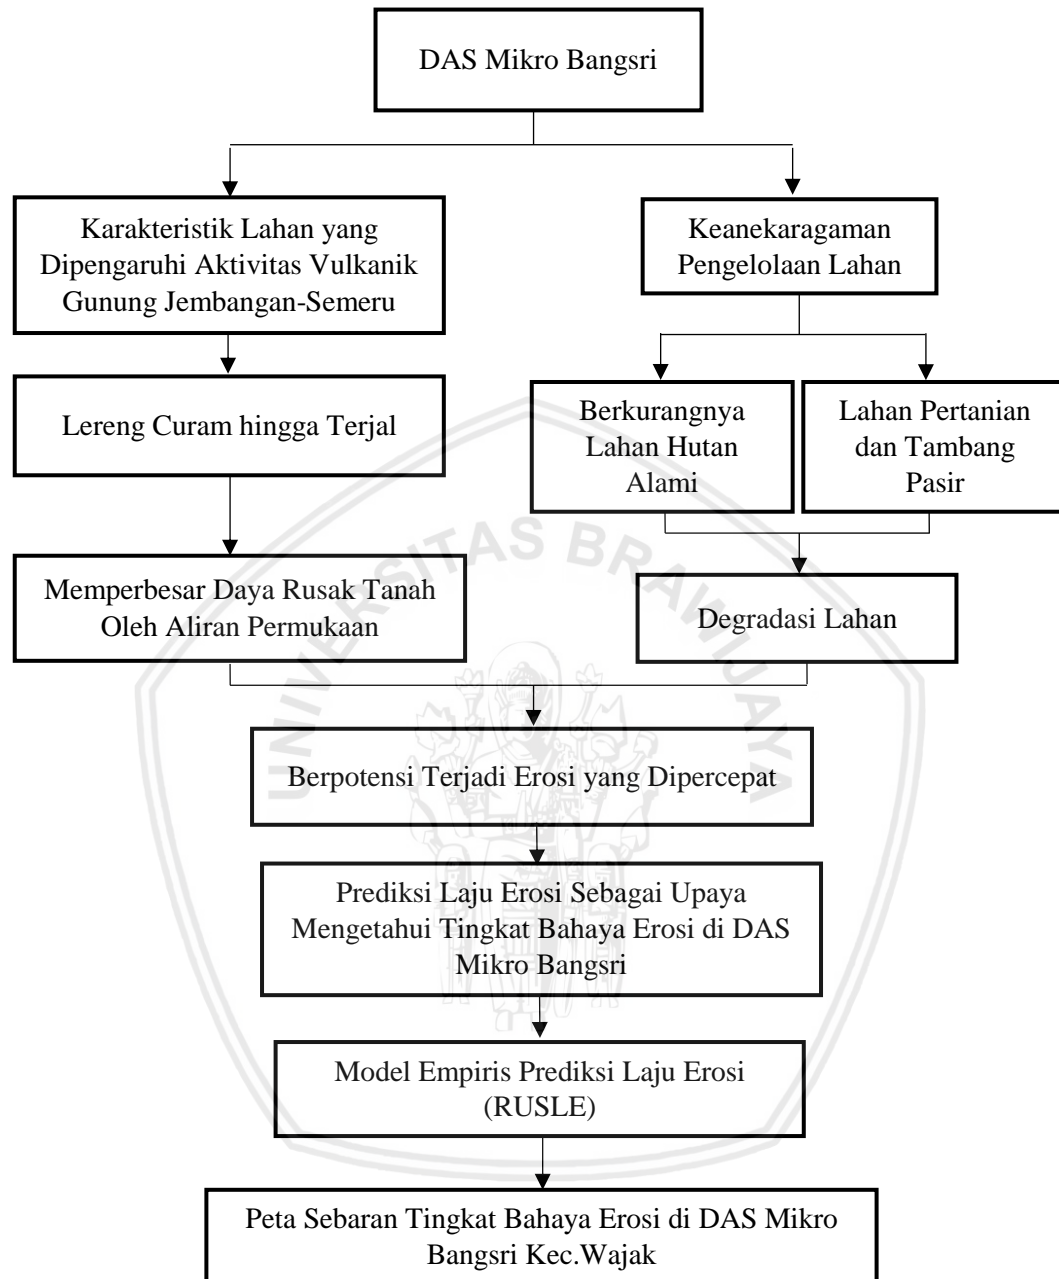 DAS Mikro Bangsri
Karakteristik Lahan yang
Dipengaruhi Aktivitas Vulkanik
Gunung Jembangan-Semeru
Keanekaragaman
Pengelolaan Lahan
Lereng Curam hingga Terjal
Berkurangnya
Lahan Hutan
Alami
Lahan Pertanian
dan Tambang
Pasir
Memperbesar Daya Rusak Tanah
Oleh Aliran Permukaan
Degradasi Lahan
UNIVERSITAS BRAWIJAYA
Berpotensi Terjadi Erosi yang Dipercepat
Prediksi Laju Erosi Sebagai Upaya
Mengetahui Tingkat Bahaya Erosi di DAS
Mikro Bangsri
Model Empiris Prediksi Laju Erosi
(RUSLE)
Peta Sebaran Tingkat Bahaya Erosi di DAS Mikro
Bangsri Kec.Wajak